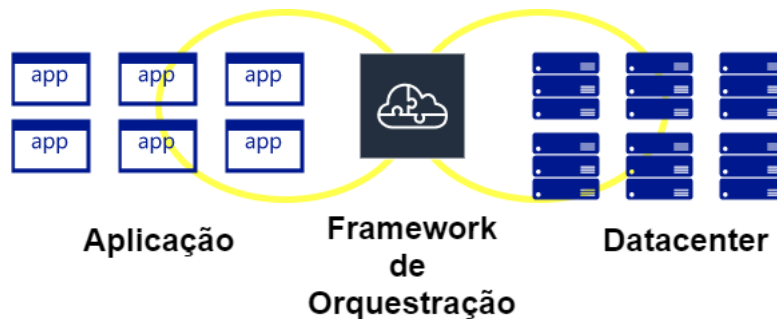 app app app
app app app
Aplicação
Framework
de
Orquestração
Datacenter